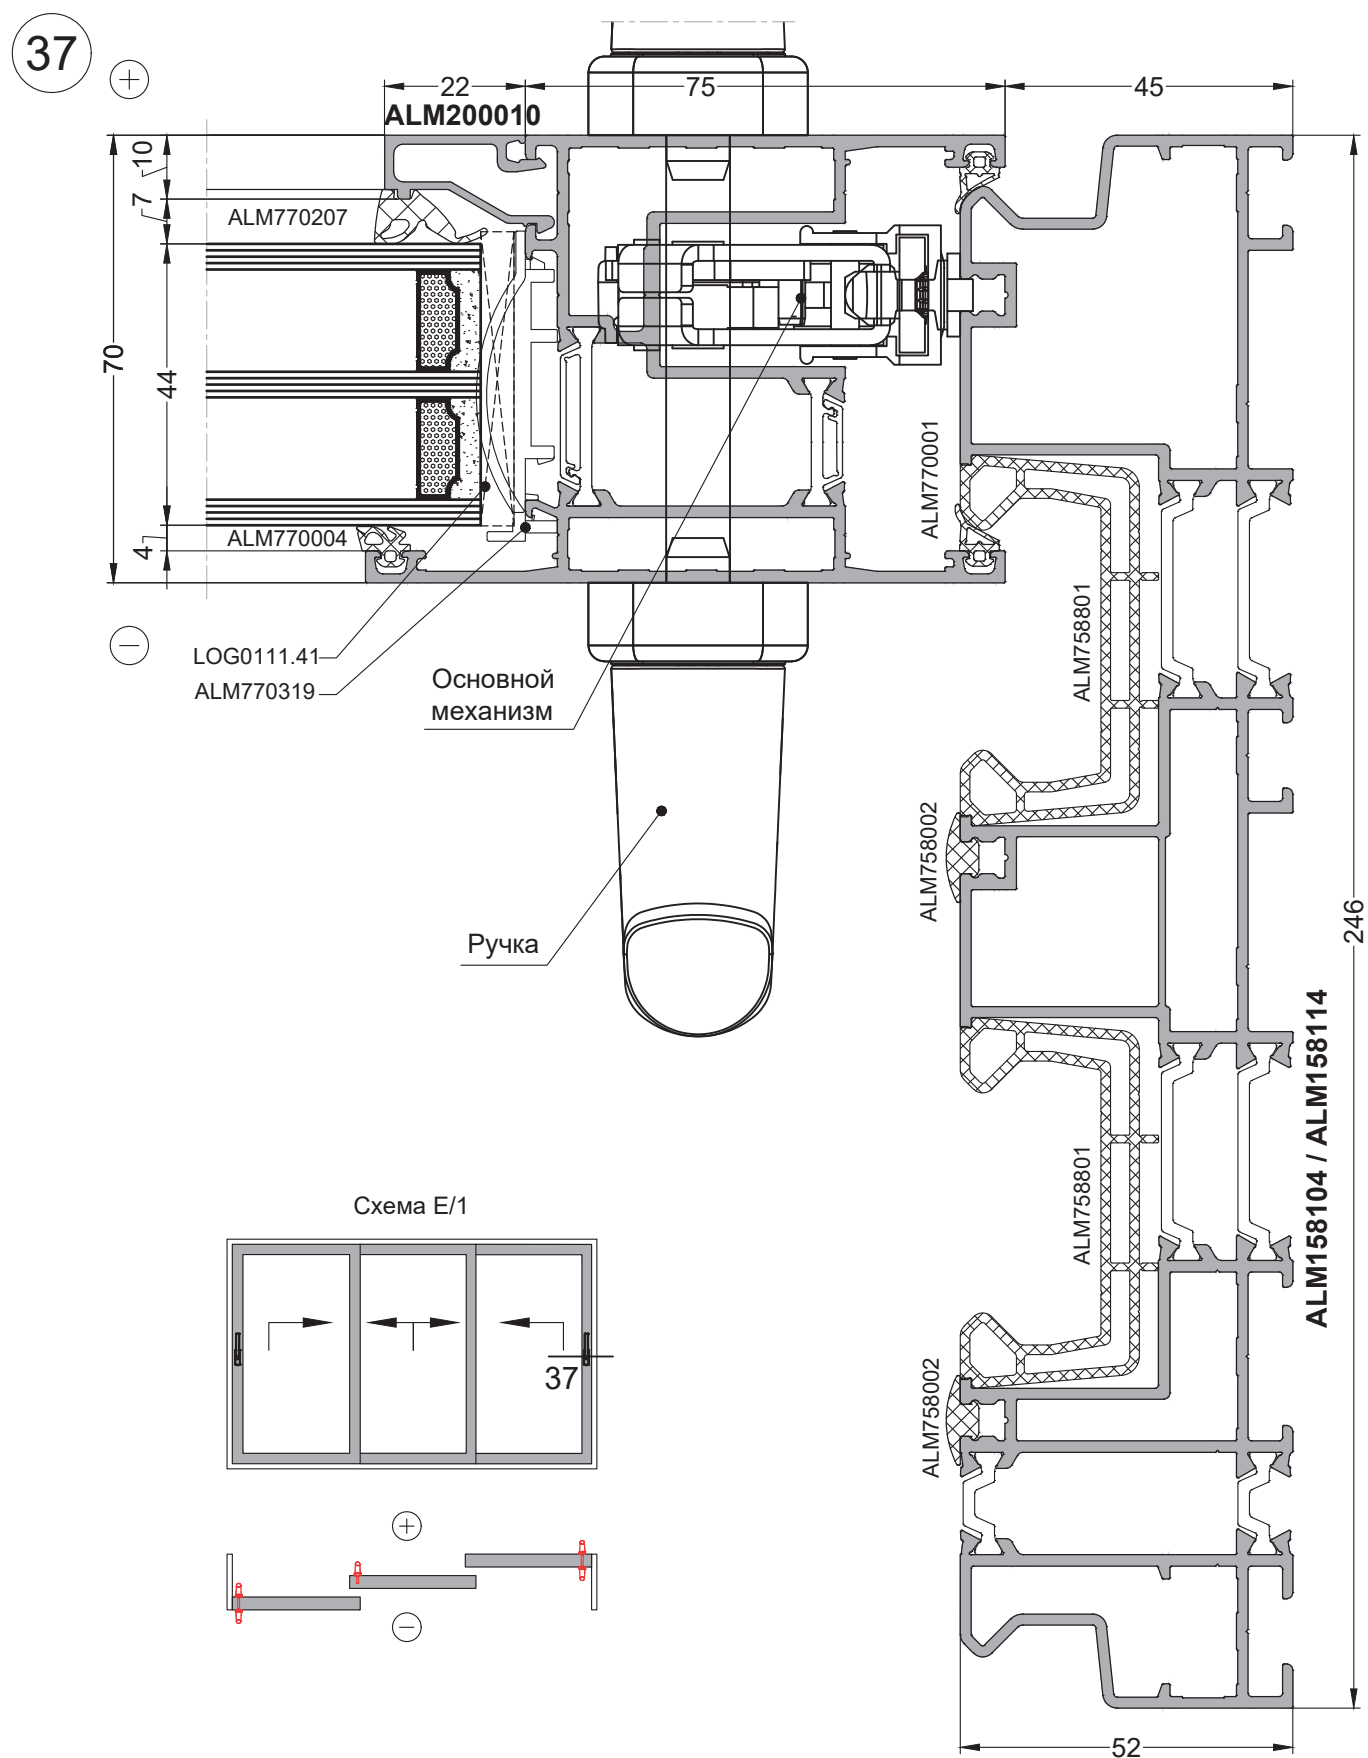 37
+
22
75
45
ALM200010
10
7
ALM770207
70
44
4
ALM770004
ALM770001
−
LOG0111.41
ALM770319
Основной
механизм
ALM758801
ALM758002
Ручка
246
ALM158104 / ALM158114
ALM758801
Схема Е/1
37
ALM758002
+
−
52